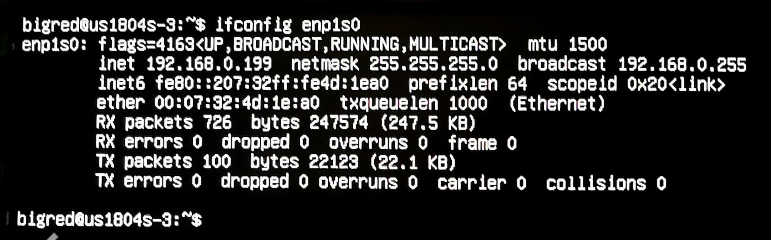 bigred@us1804s-3:~$ ifconfig enp1s0
enp1s0: flags=4163<UP,BROADCAST,RUNNING,MULTICAST>  mtu 1500
        inet 192.168.0.199  netmask 255.255.255.0  broadcast 192.168.0.255
        inet6 fe80::207:32ff:fe4d:1ea0  prefixlen 64  scopeid 0x20<link>
        ether 00:07:32:4d:1e:a0  txqueuelen 1000  (Ethernet)
        RX packets 726  bytes 247574 (247.5 KB)
        RX errors 0  dropped 0  overruns 0  frame 0
        TX packets 100  bytes 22123 (22.1 KB)
        TX errors 0  dropped 0 overruns 0  carrier 0  collisions 0
bigred@us1804s-3:~$